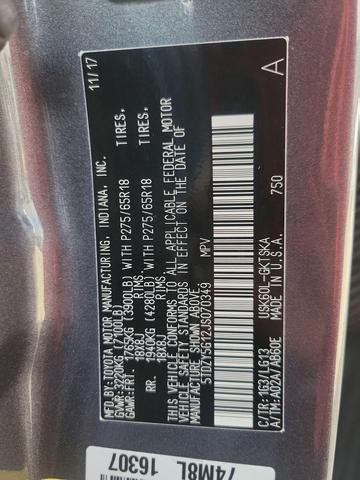 MFD.BY:TOYOTA MOTOR MANUFACTURING, INDIANA, INC. 11/17
GVWR:3220KG(7100LB)
GAWR:FRT. 1765KG(3900LB) WITH P275/65R18 TIRES,
18X8J RIMS
RR. 1940KG(4280LB) WITH P275/65R18 TIRES,
18X8J RIMS
THIS VEHICLE CONFORMS TO ALL APPLICABLE FEDERAL MOTOR
VEHICLE SAFETY STANDARDS IN EFFECT ON THE DATE OF
MANUFACTURE SHOWN ABOVE.
5TDZY5G12JS070349 MPV
A
C/TR:1G3/LG13 USK60L-GKTSKA 750
A/TM:AD2A/AB60E MADE IN U.S.A.
74M8L
16307